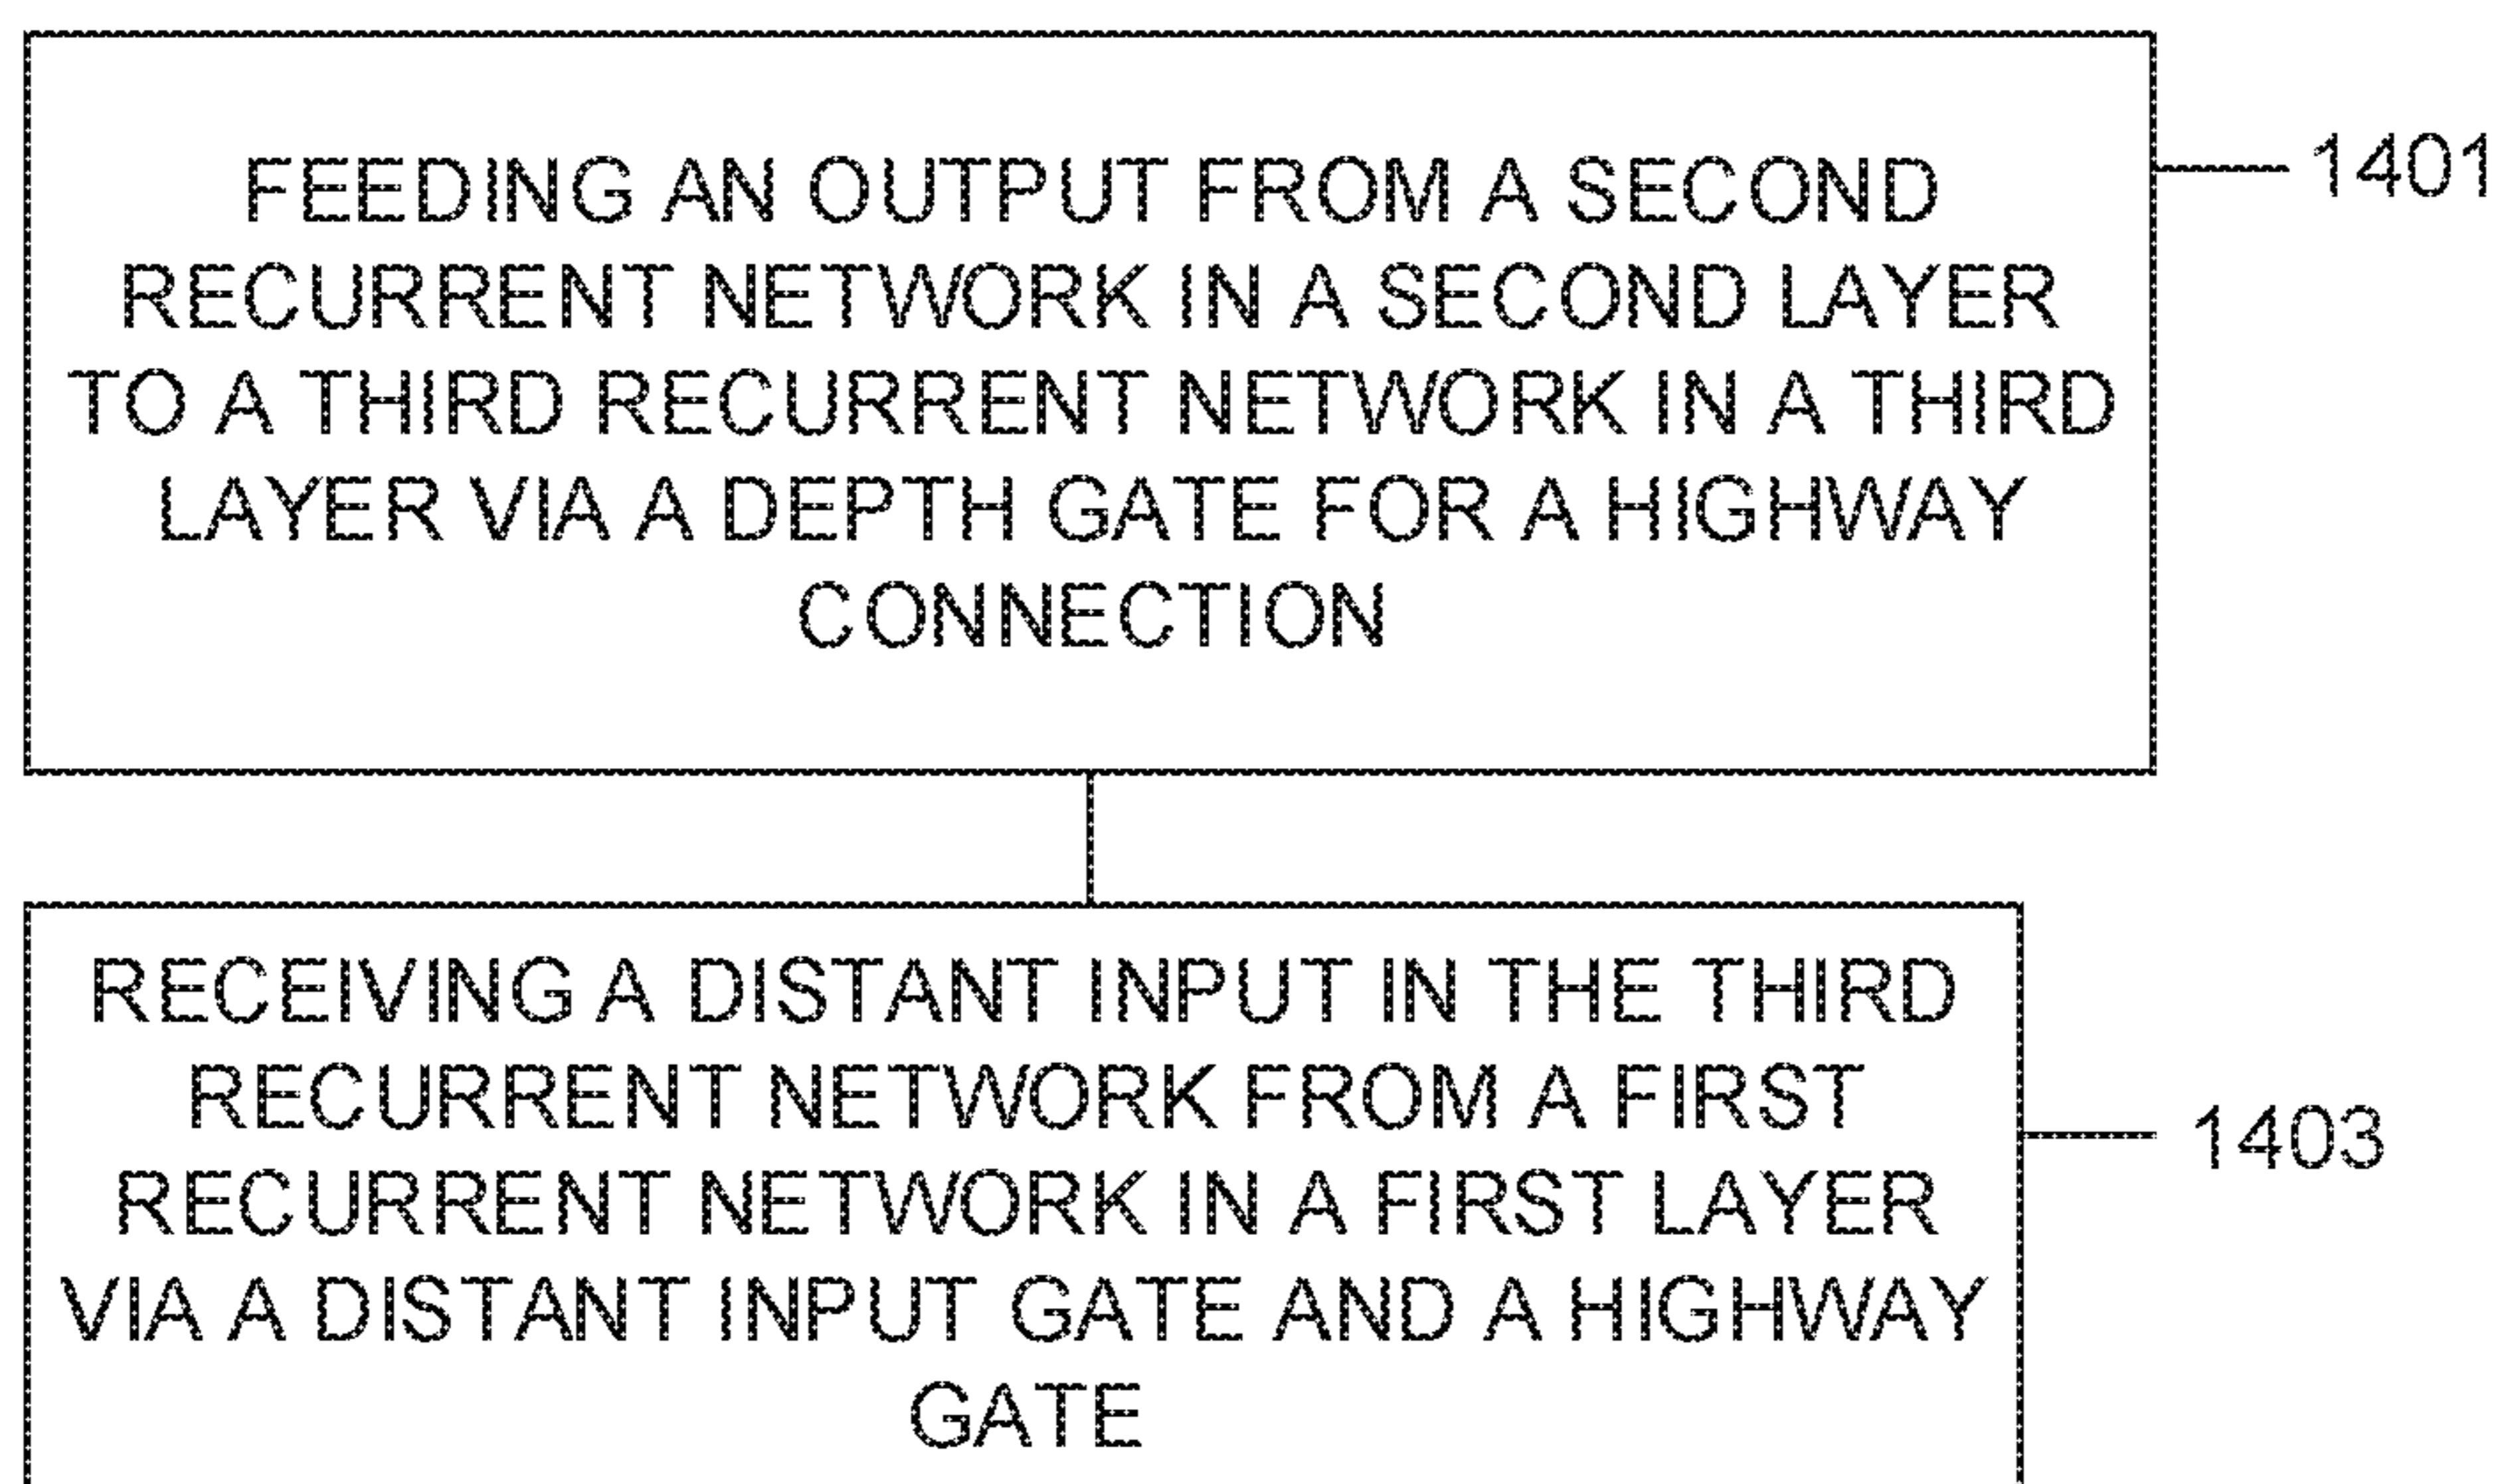 FEEDING AN OUTPUT FROM A SECOND
RECURRENT NETWORK IN A SECOND LAYER
TO A THIRD RECURRENT NETWORK IN A THIRD
LAYER VIA A DEPTH GATE FOR A HIGHWAY
CONNECTION
1401
RECEIVING A DISTANT INPUT IN THE THIRD
RECURRENT NETWORK FROM A FIRST
RECURRENT NETWORK IN A FIRST LAYER
VIA A DISTANT INPUT GATE AND A HIGHWAY
GATE
1403